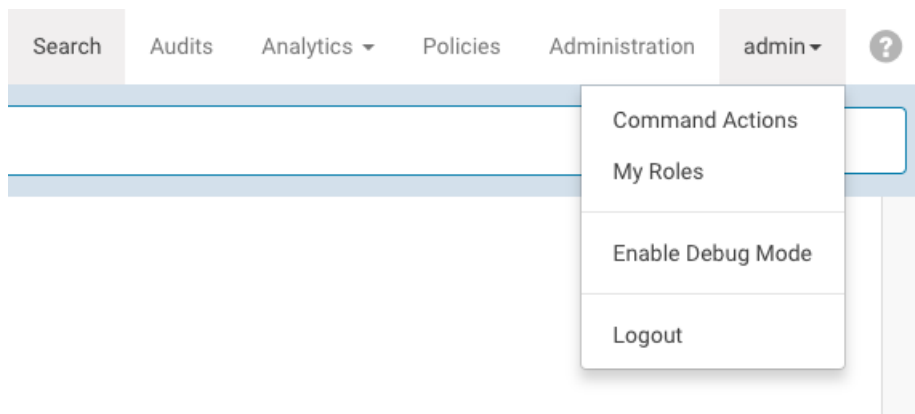 Search Audits Analytics Policies Administration admin ?
Command Actions
My Roles
Enable Debug Mode
Logout